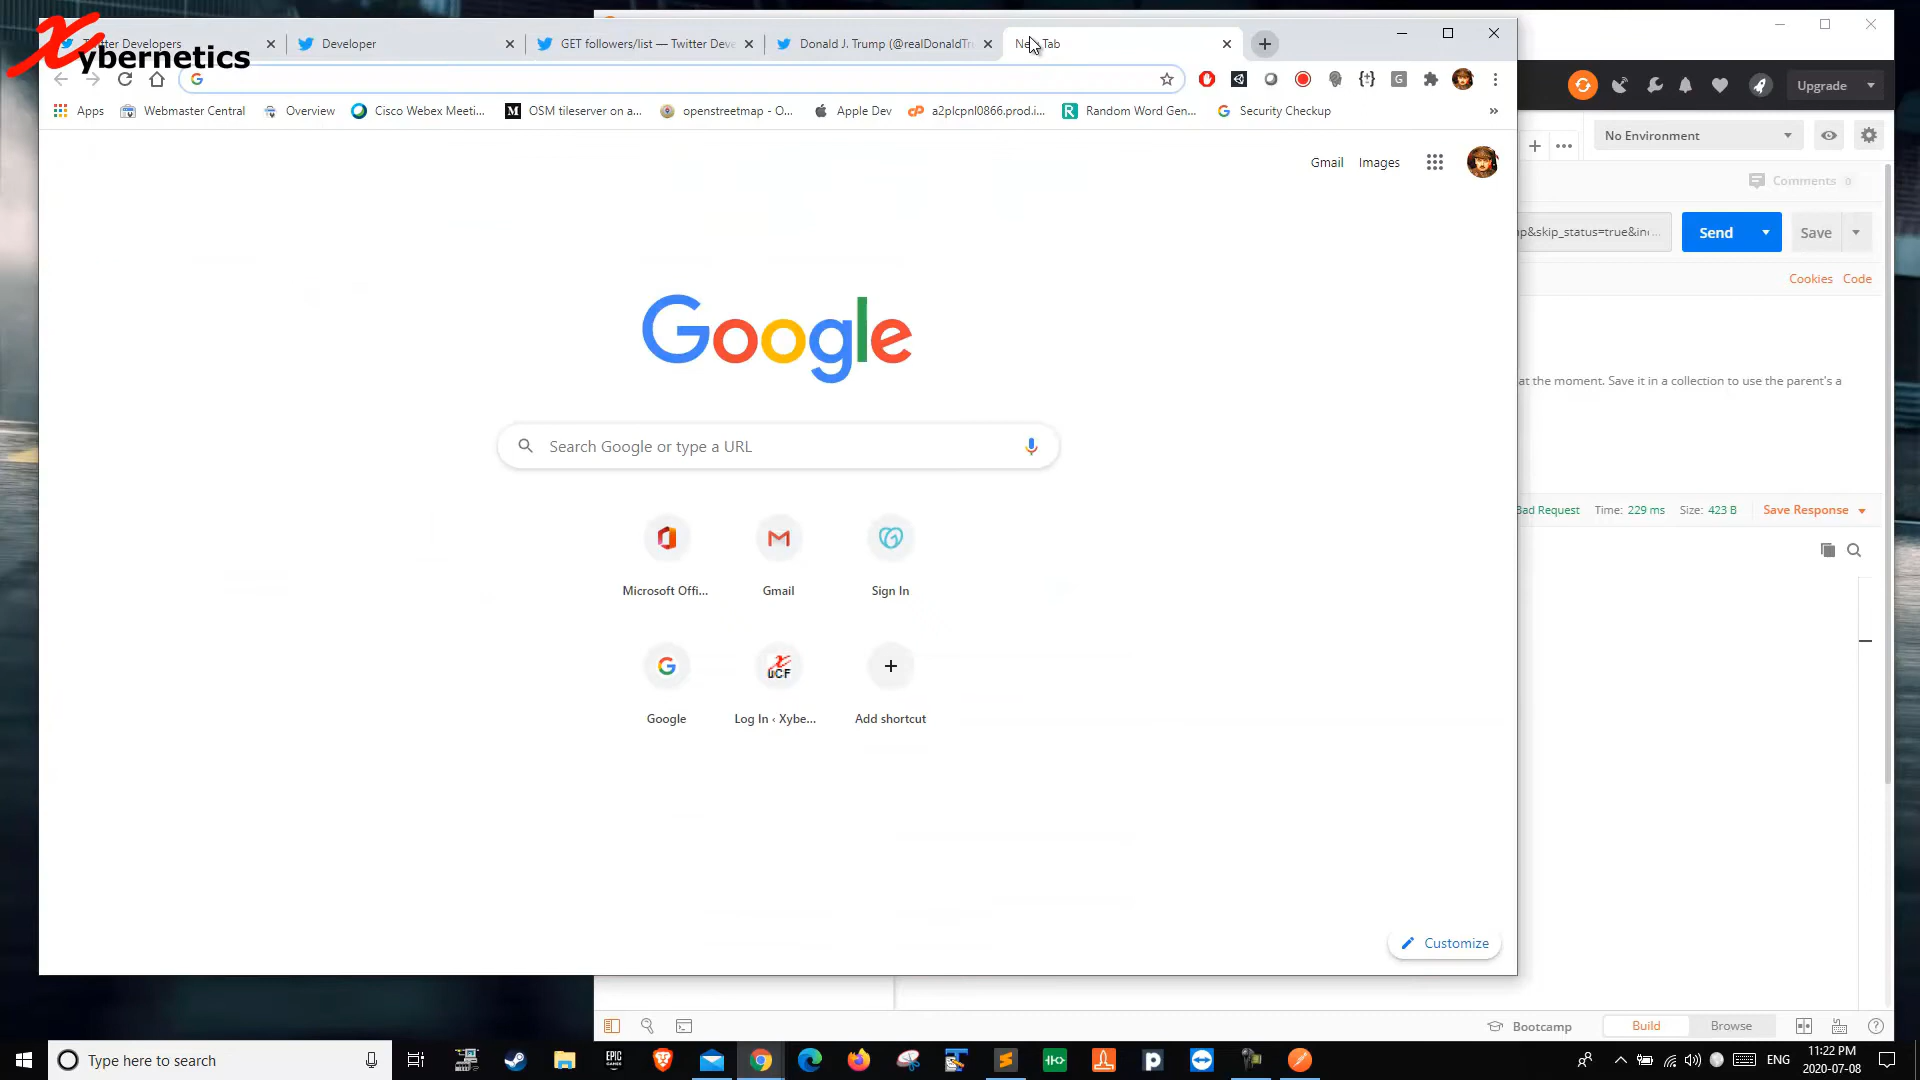 Xybernetics
Twitter Developers
Developer
GET followers/list — Twitter Deve
Donald J. Trump (@realDonaldTru
New Tab
Apps
Webmaster Central
Overview
Cisco Webex Meeti...
OSM tileserver on a...
openstreetmap - O...
Apple Dev
a2plcpnl0866.prod.i...
Random Word Gen...
Security Checkup
»
Upgrade
No Environment
Gmail
Images
Comments 0
p&skip_status=true&in...
Send
Save
Cookies
Code
Google
at the moment. Save it in a collection to use the parent's a
Search Google or type a URL
Bad Request
Time: 229 ms
Size: 423 B
Save Response
Microsoft Offi...
Gmail
Sign In
UCF
Google
Log In ‹ Xybe...
Add shortcut
Customize
Bootcamp
Build
Browse
Type here to search
EPIC GAMES
ENG
11:22 PM
2020-07-08